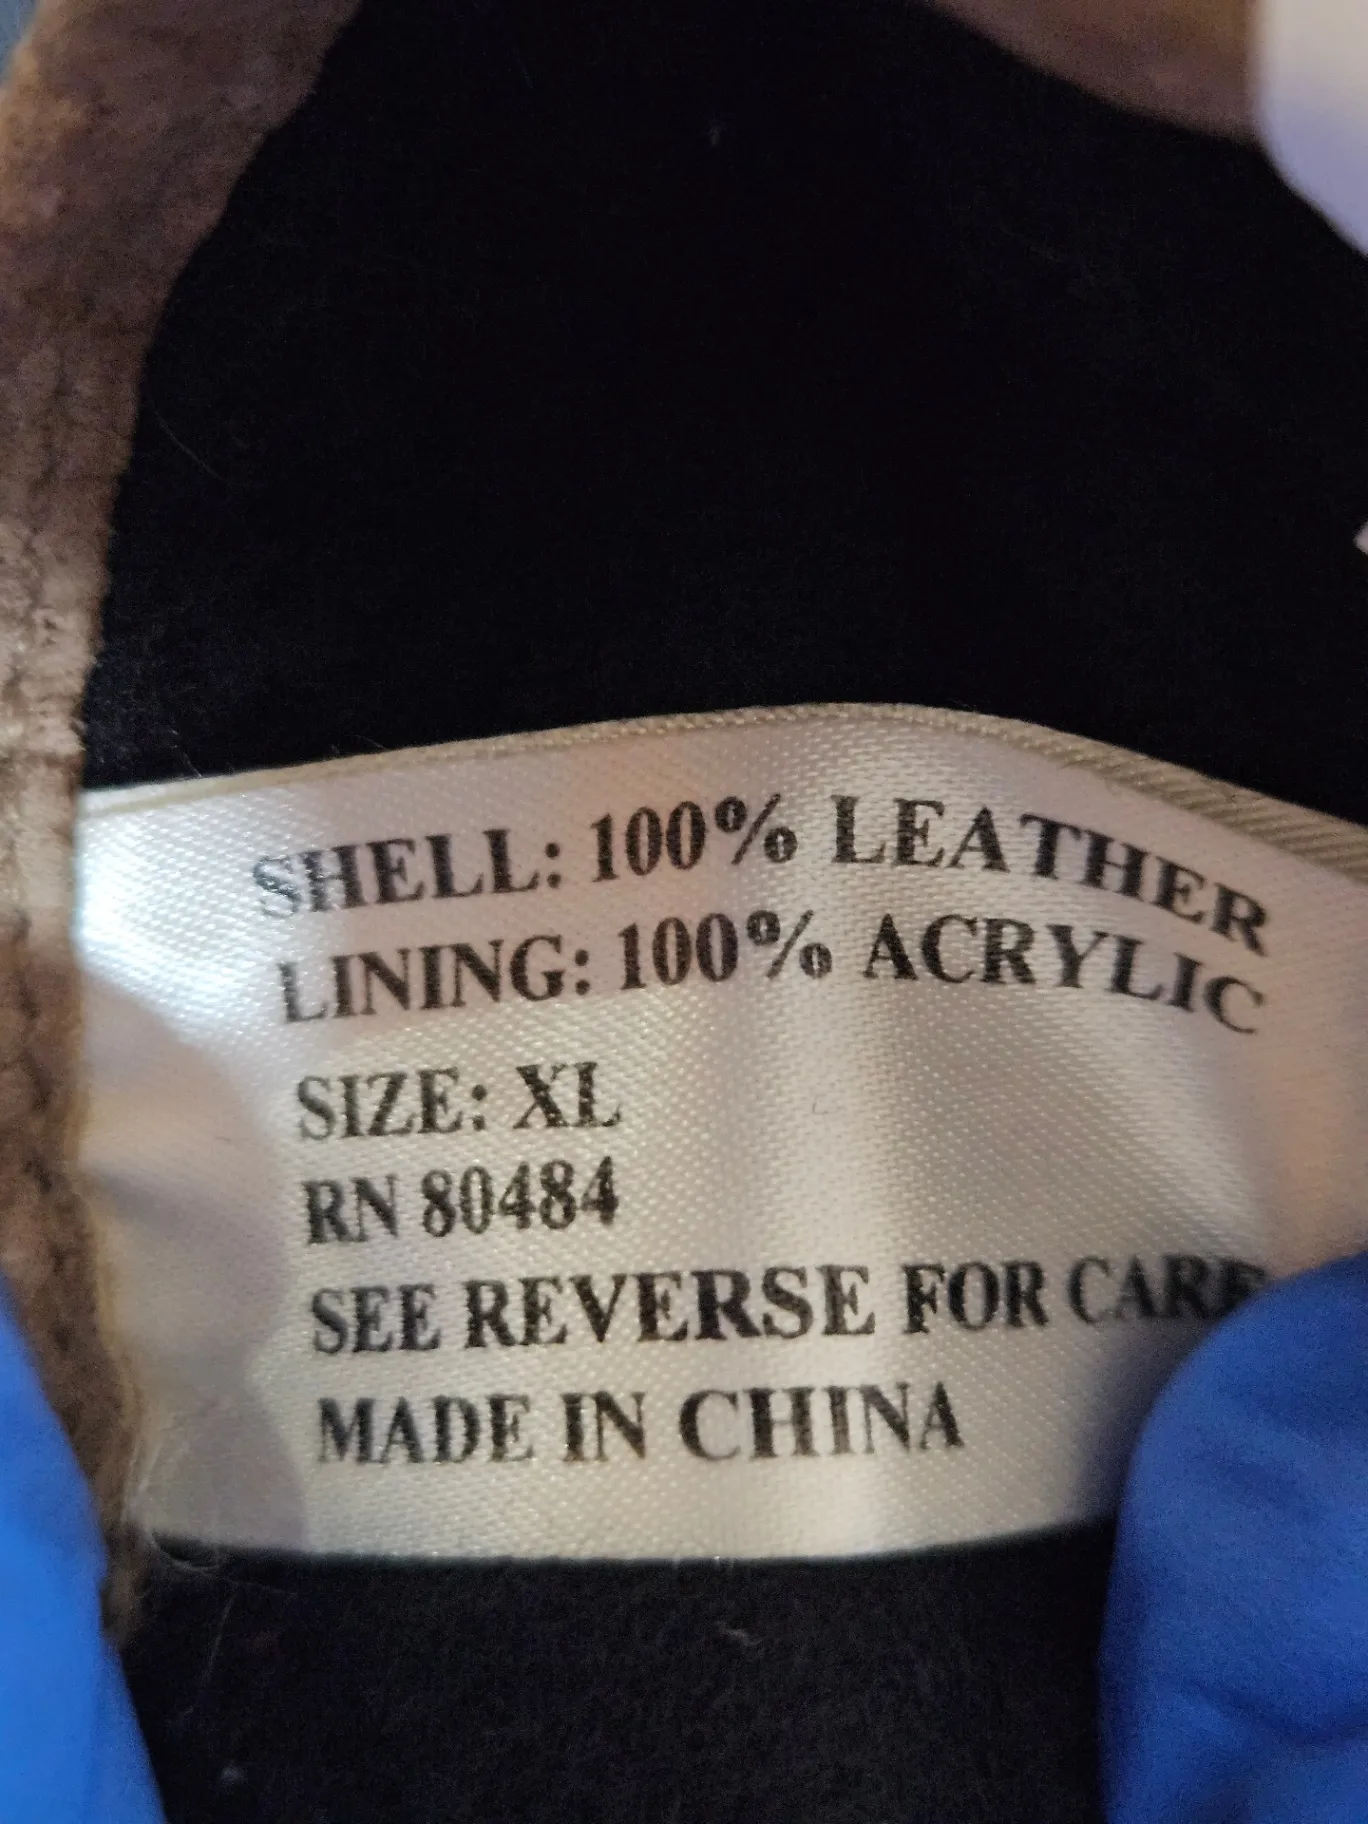 SHELL: 100% LEATHER
LINING: 100% ACRYLIC
SIZE: XL
RN 80484
SEE REVERSE FOR CARE
MADE IN CHINA